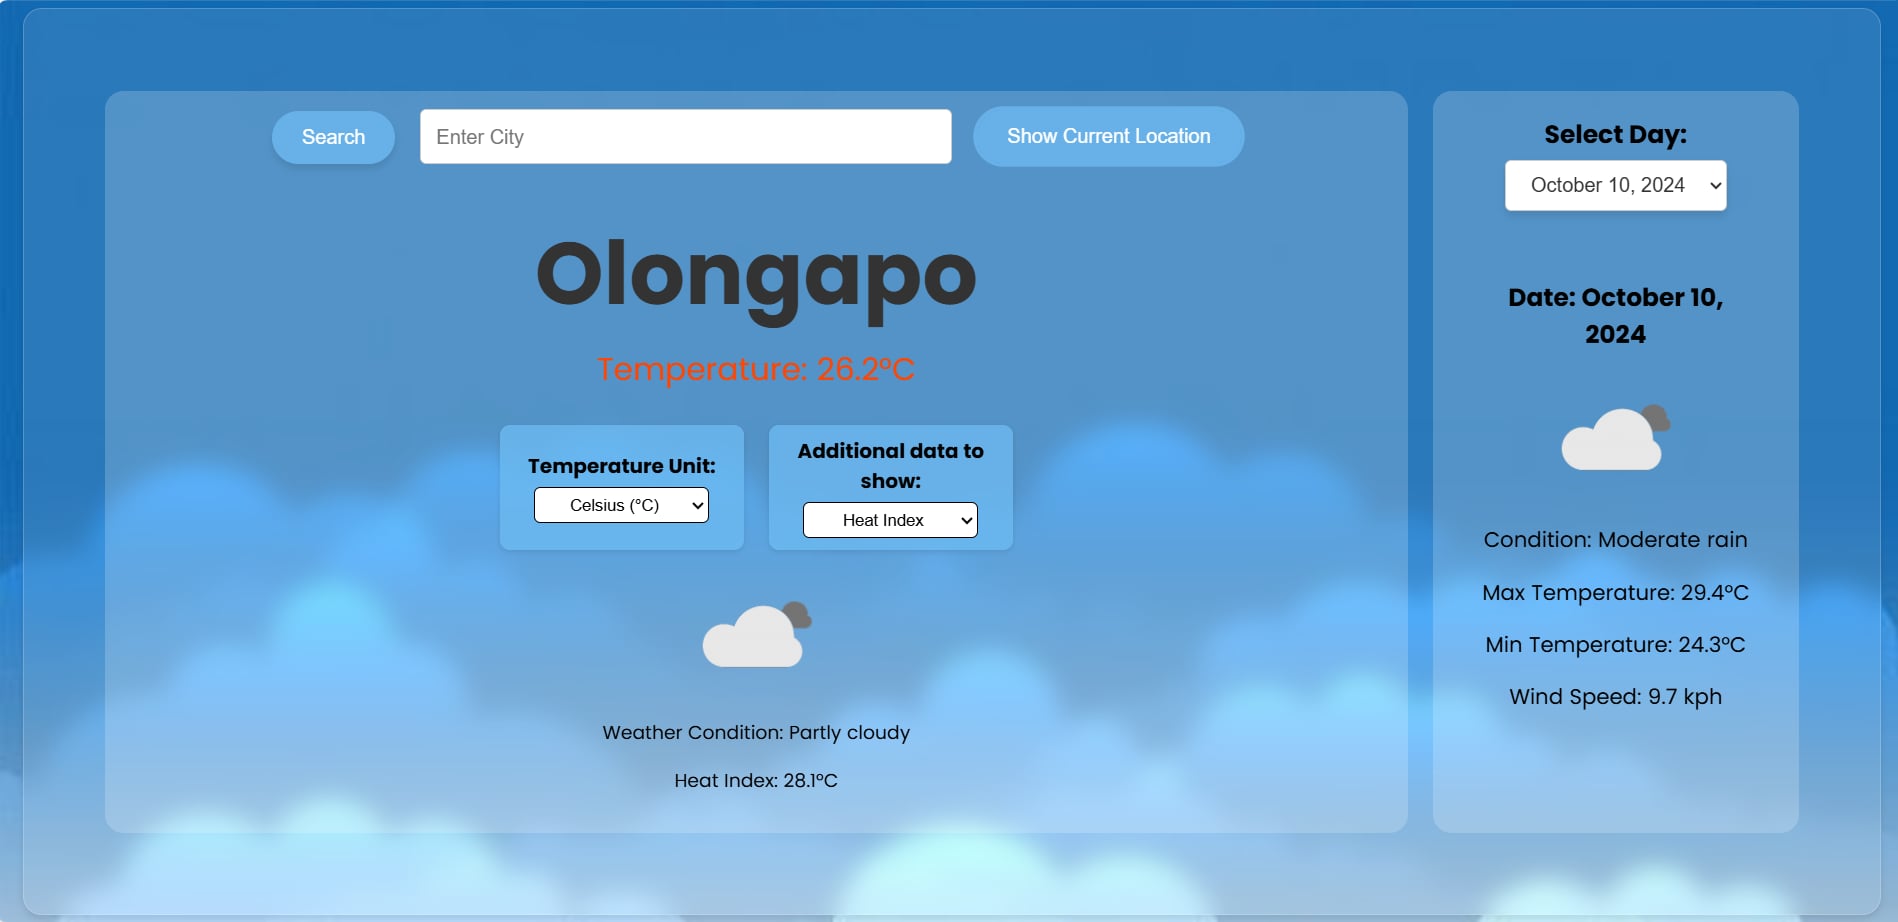 Search
Enter City
Show Current Location
Olongapo
Temperature: 26.2°C
Temperature Unit:
Celsius (°C)
Additional data to
show:
Heat Index
Weather Condition: Partly cloudy
Heat Index: 28.1°C
Select Day:
October 10, 2024
Date: October 10,
2024
Condition: Moderate rain
Max Temperature: 29.4°C
Min Temperature: 24.3°C
Wind Speed: 9.7 kph